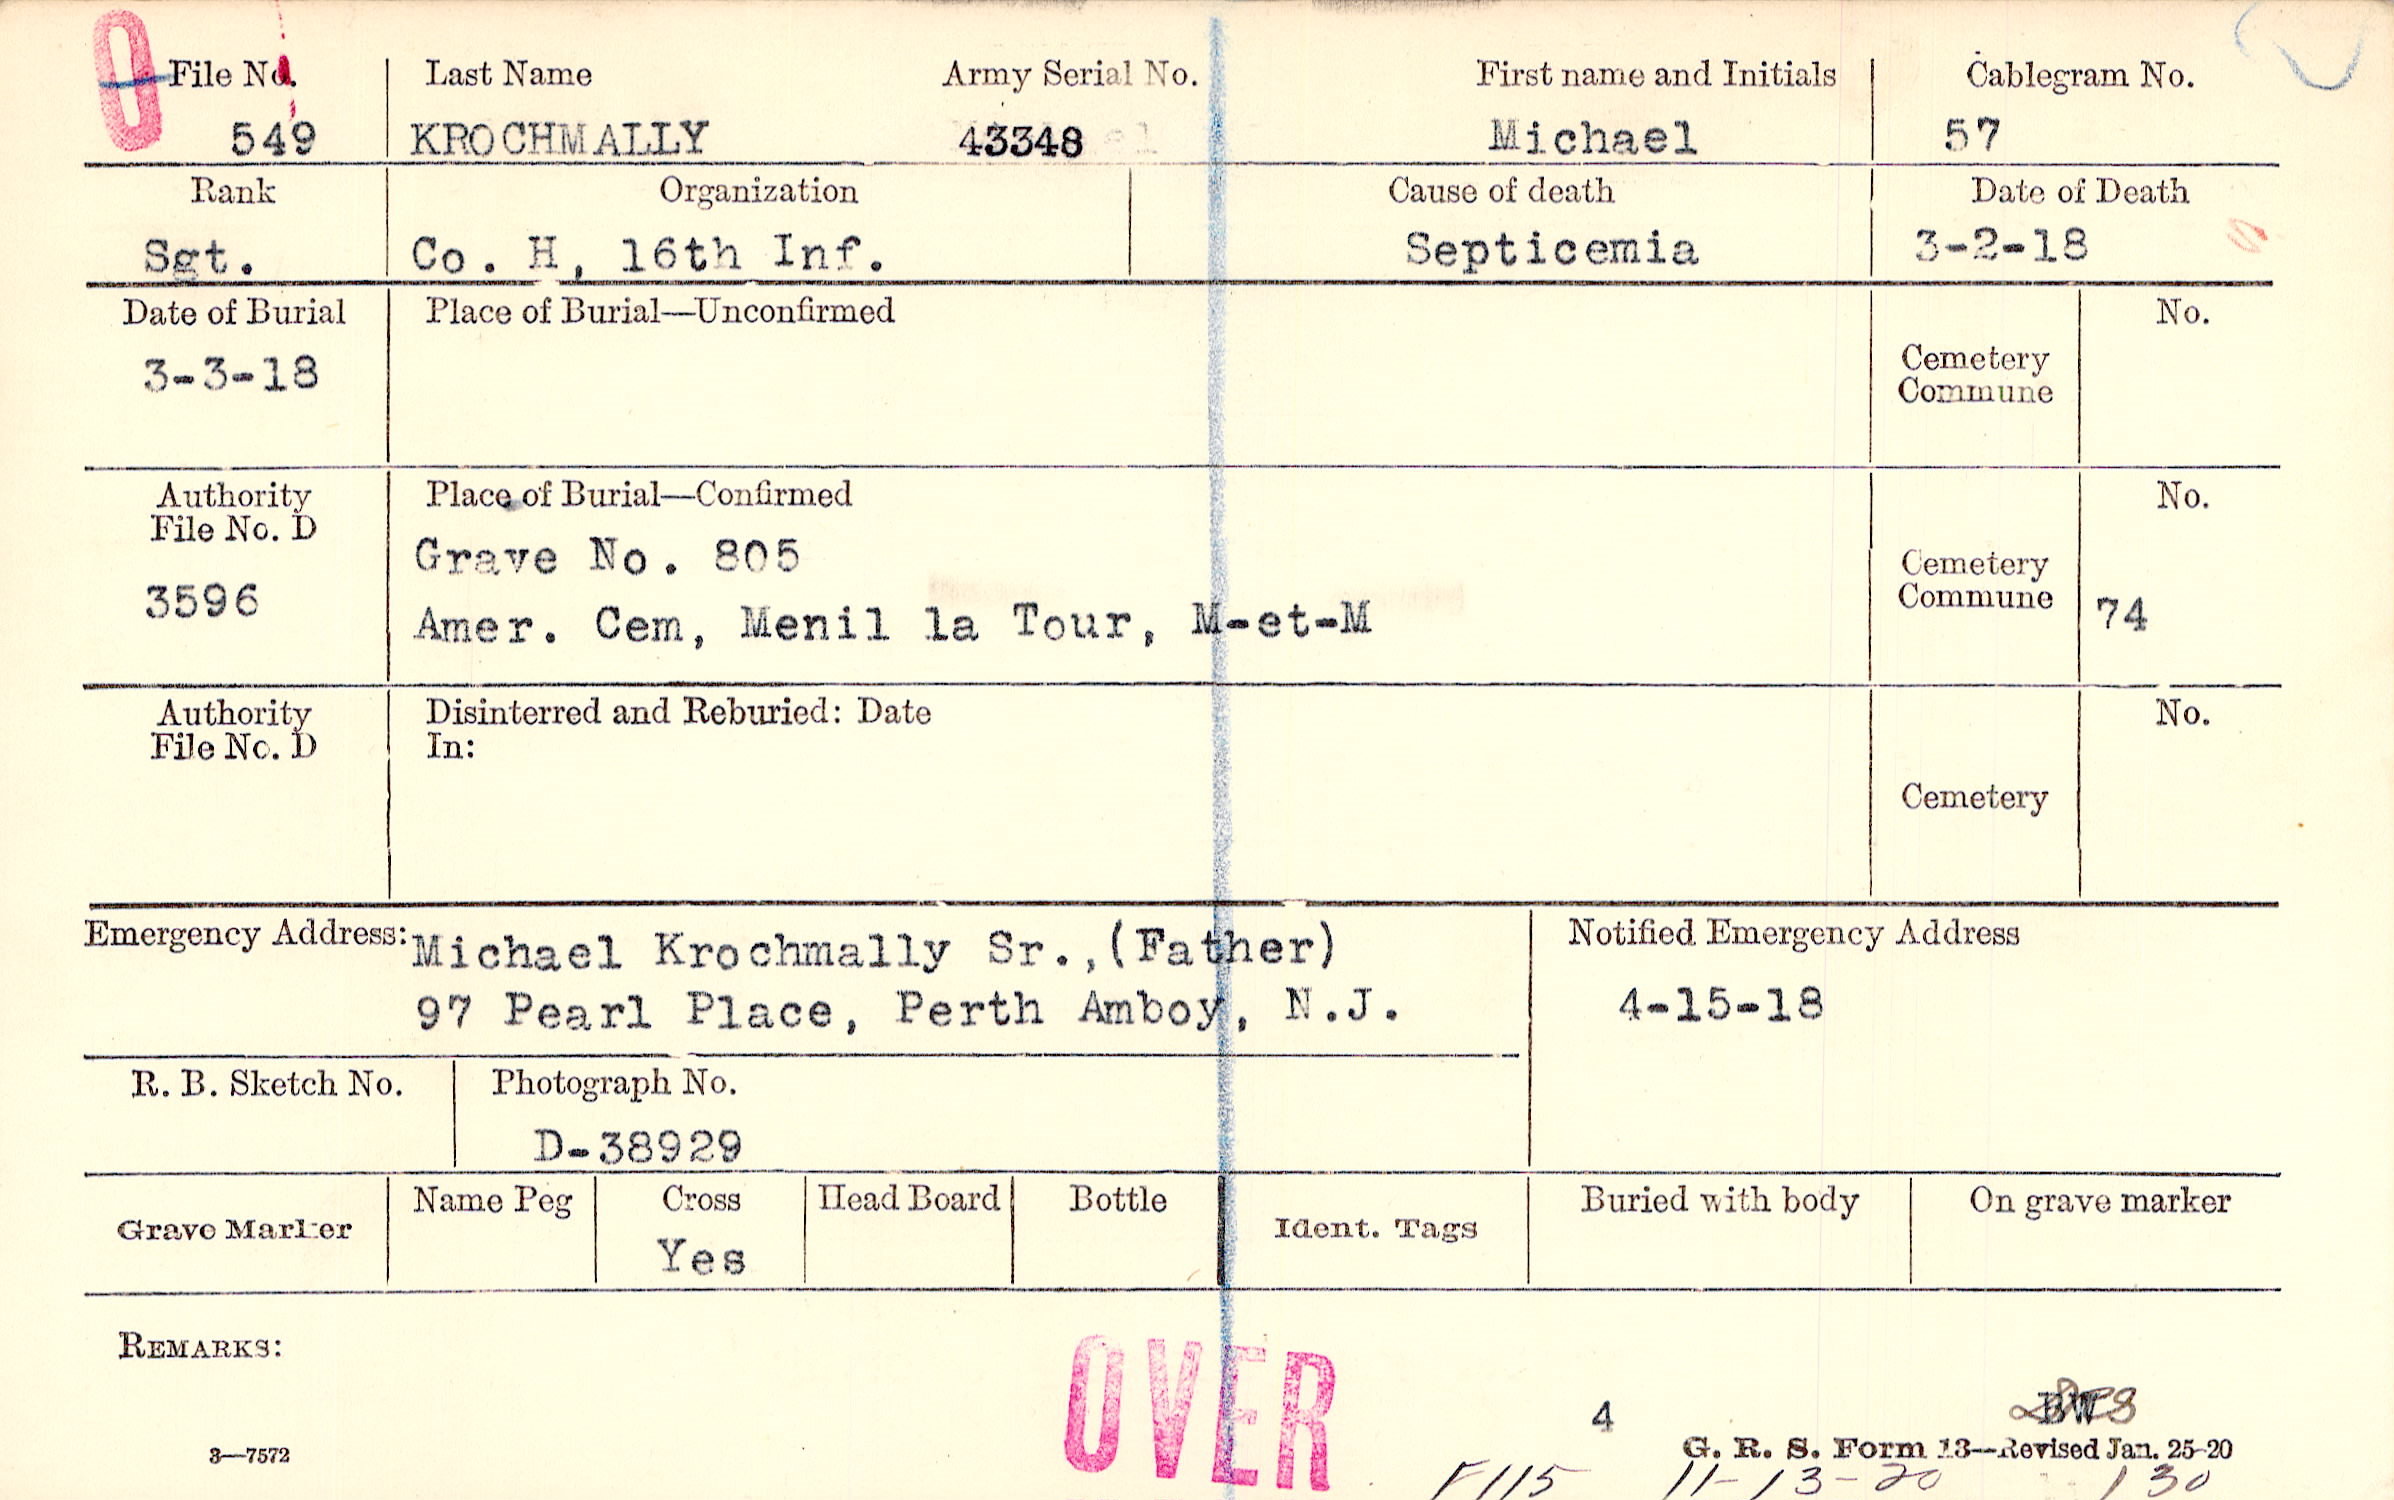 0
File No. Last Name Army Serial No. First name and Initials Cablegram No.
549 KROCHMALLY 43348 Michael 57
Rank Organization Cause of death Date of Death
Sgt. Co. H, 16th Inf. Septicemia 3-2-18
Date of Burial Place of Burial—Unconfirmed No.
3-3-18
Cemetery
Commune
Authority Place of Burial—Confirmed No.
File No. D
Grave No. 805
3596 Cemetery
Commune 74
Amer. Cem, Menil la Tour, M-et-M
Authority Disinterred and Reburied: Date No.
File No. D In:
Cemetery
Emergency Address: Michael Krochmally Sr.,(Father) Notified Emergency Address
97 Pearl Place, Perth Amboy, N.J. 4-15-18
R. B. Sketch No. Photograph No.
D-38929
Grave Marker Name Peg Cross Head Board Bottle Ident. Tags Buried with body On grave marker
Yes
REMARKS:
OVER
4
3—7572 G. R. S. Form 13—Revised Jan. 25-20
F115 11-13-20 130